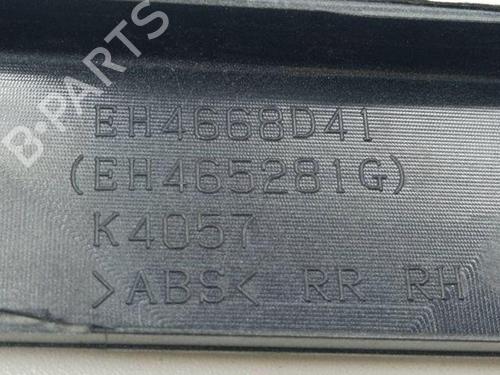 B-PARTS
EH4668D41
(EH465281G)
K4057
>ABS< RR RH